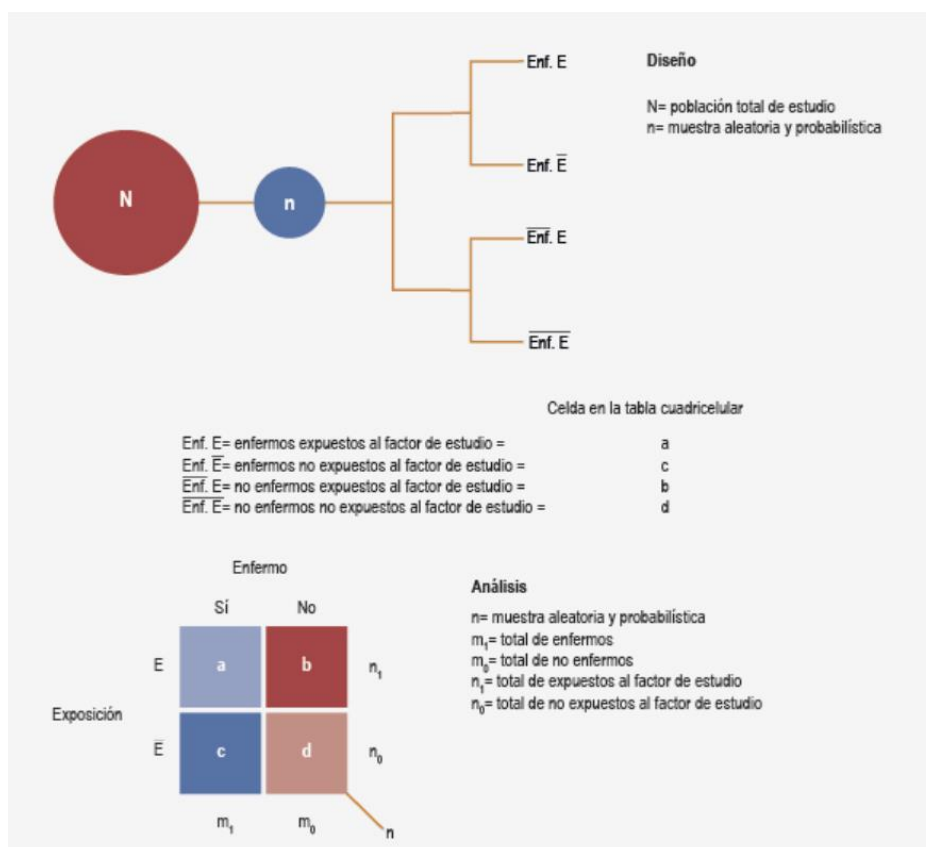 Enf. E
Diseño
N= población total de estudio
n= muestra aleatoria y probabilística
Enf. E̅
N
n
E̅n̅f̅. E
E̅n̅f̅.̅ ̅E̅
Celda en la tabla cuadricelular
Enf. E= enfermos expuestos al factor de estudio = a
Enf. E̅= enfermos no expuestos al factor de estudio = c
E̅n̅f̅.̅ E= no enfermos expuestos al factor de estudio = b
E̅n̅f̅.̅ ̅E̅= no enfermos no expuestos al factor de estudio = d
Enfermo
Sí No
E a b n₁
Exposición
E̅ c d n₀
m₁ m₀ n
Análisis
n= muestra aleatoria y probabilística
m₁= total de enfermos
m₀= total de no enfermos
n₁= total de expuestos al factor de estudio
n₀= total de no expuestos al factor de estudio